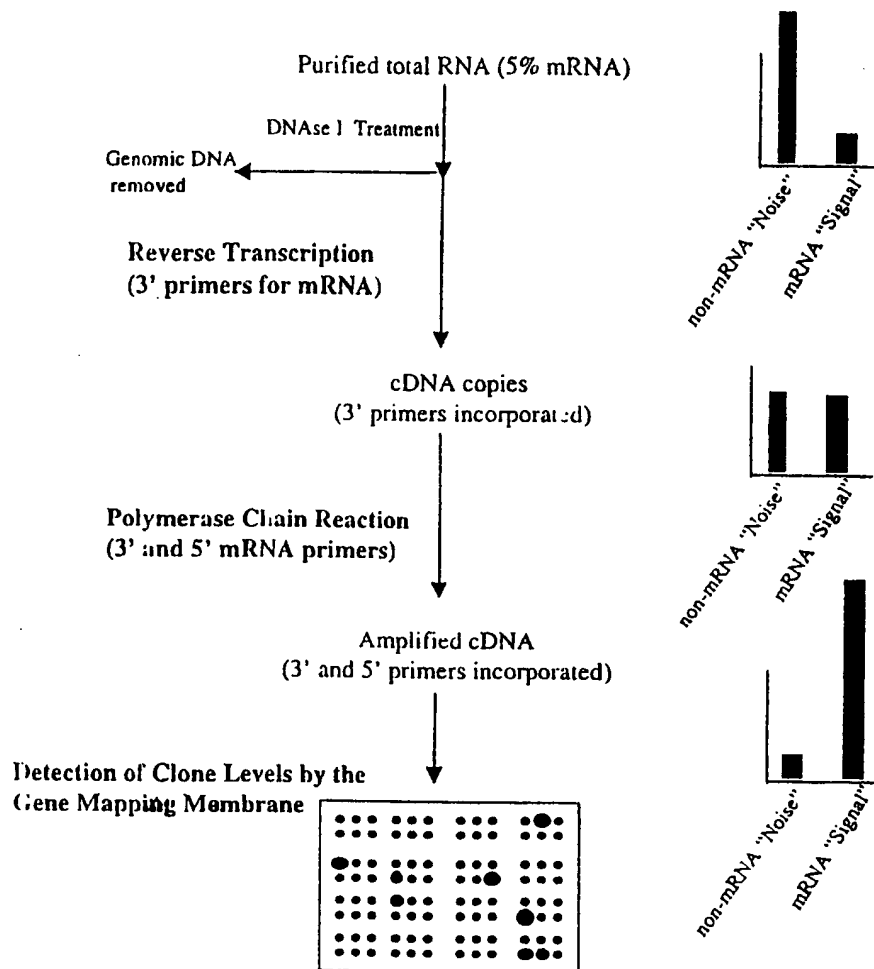 Purified total RNA (5% mRNA)
DNAse I Treatment
Genomic DNA
removed
Reverse Transcription
(3' primers for mRNA)
cDNA copies
(3' primers incorporated)
Polymerase Chain Reaction
(3' and 5' mRNA primers)
Amplified cDNA
(3' and 5' primers incorporated)
Detection of Clone Levels by the
Gene Mapping Membrane
non-mRNA "Noise"
mRNA "Signal"
non-mRNA "Noise"
mRNA "Signal"
non-mRNA "Noise"
mRNA "Signal"